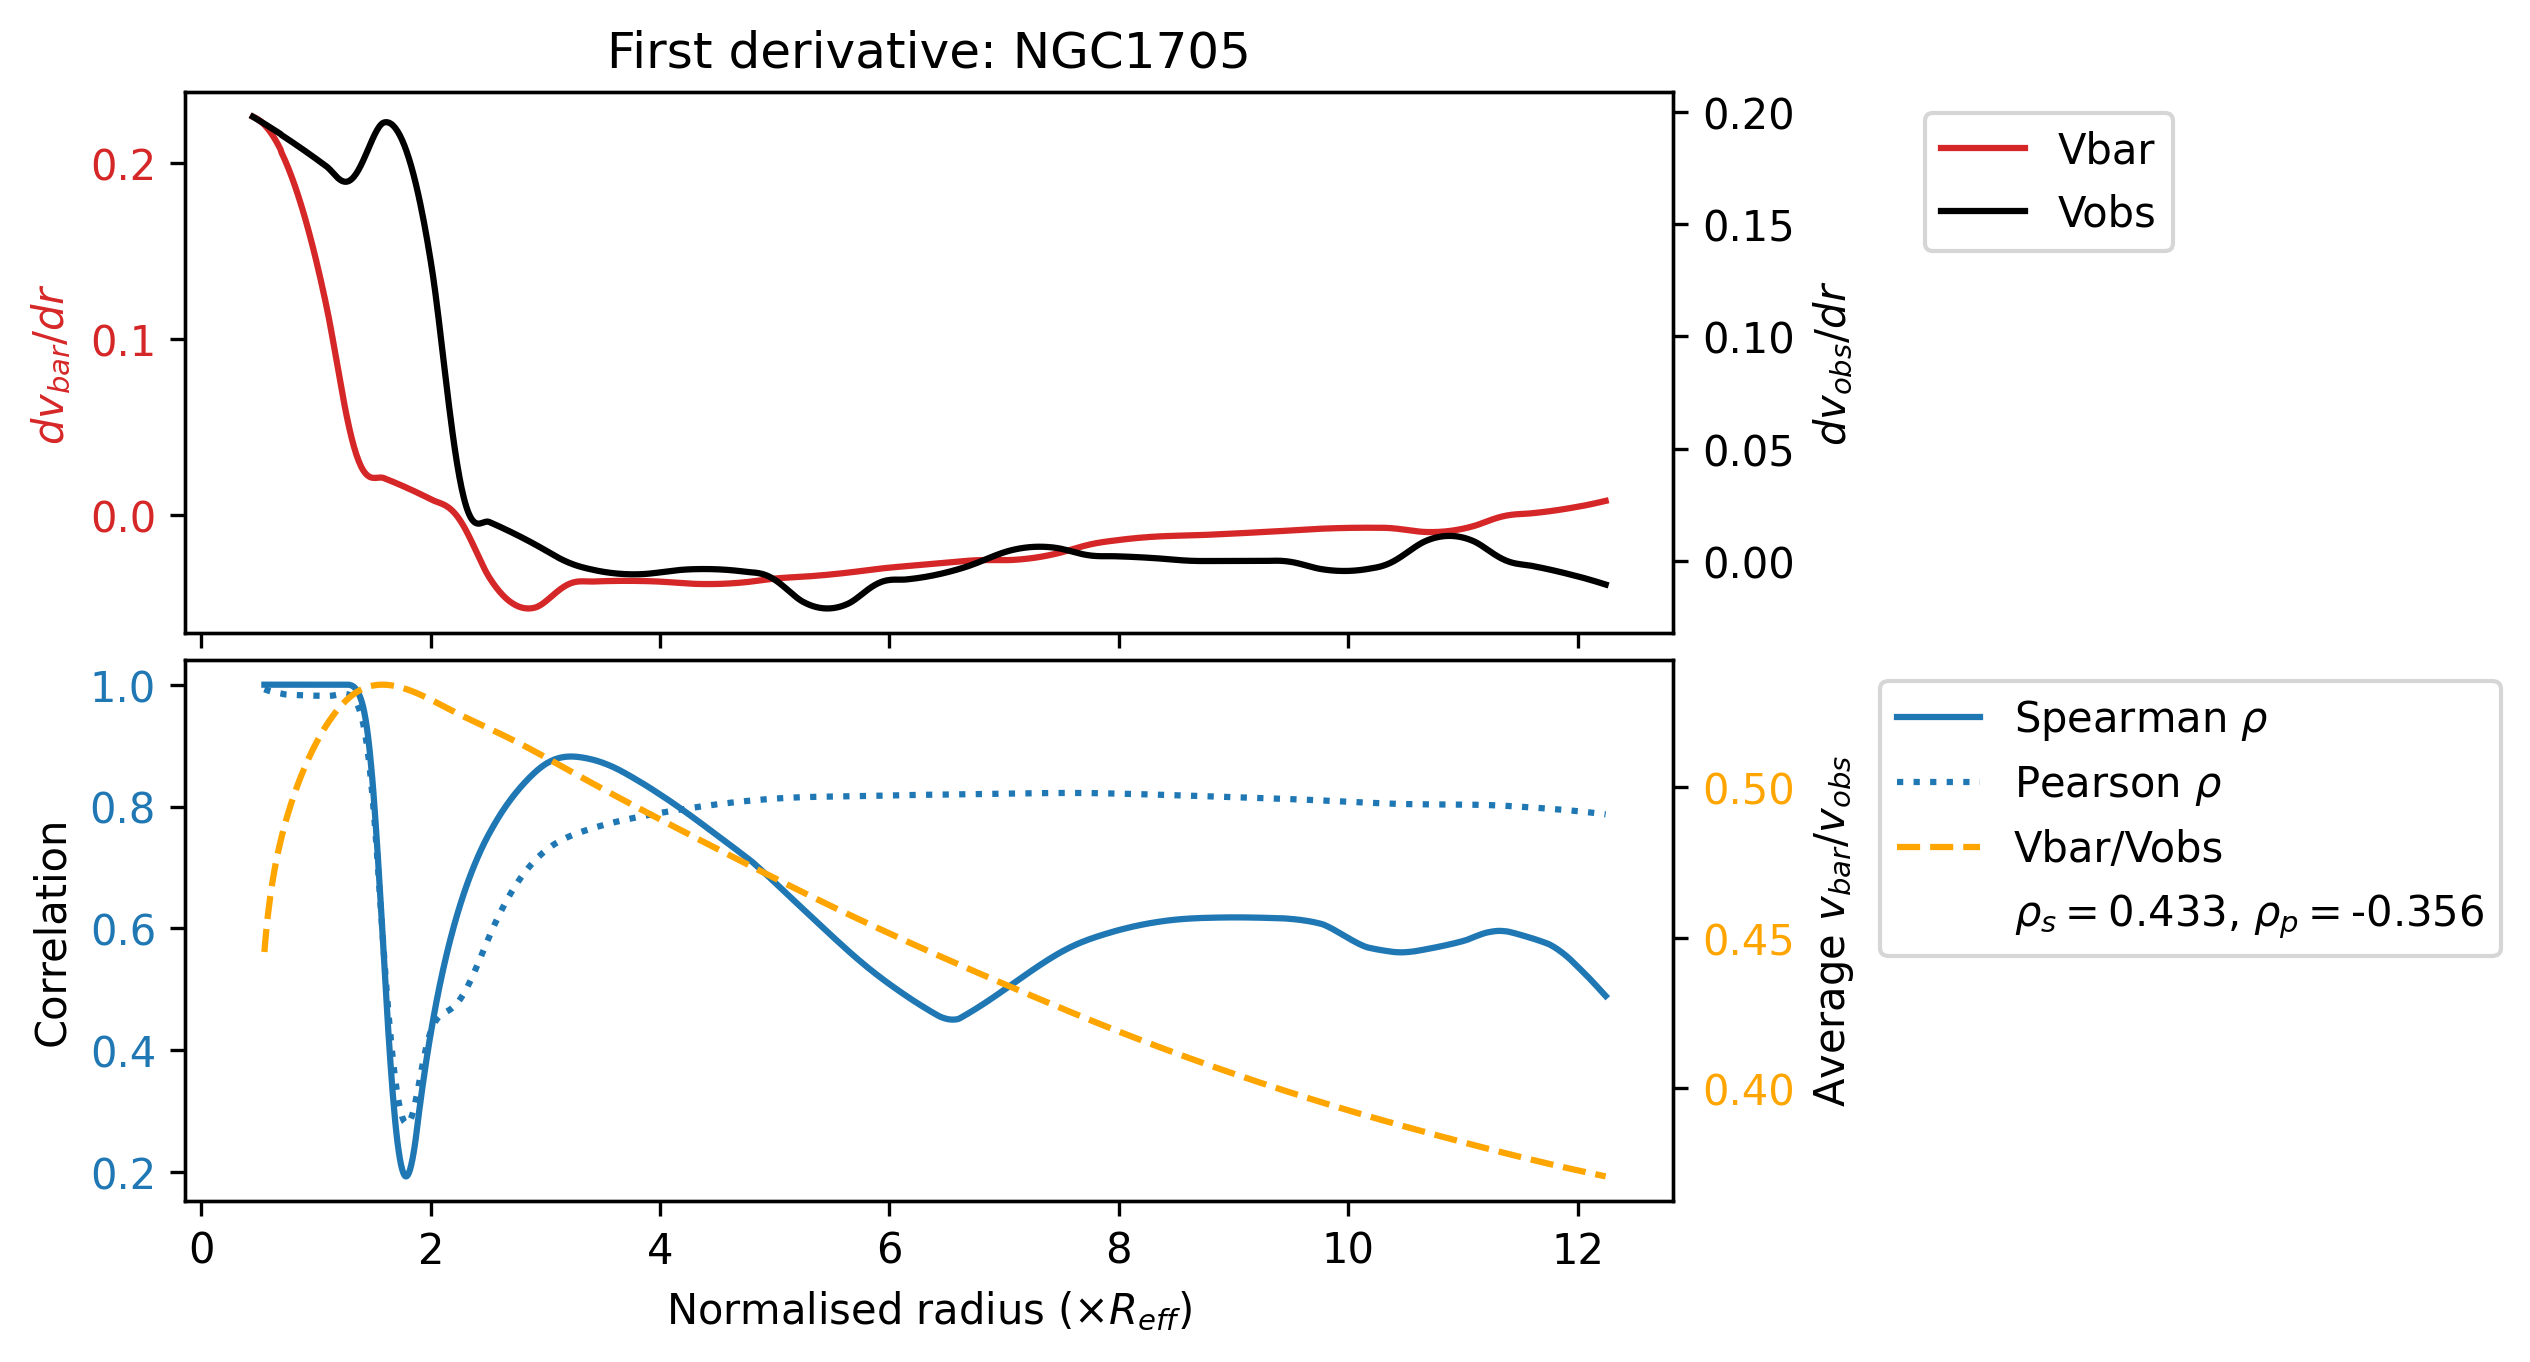 First derivative: NGC1705
0.2
0.1
0.0
dv_bar/dr
0.20
0.15
0.10
0.05
0.00
dv_obs/dr
Vbar
Vobs
1.0
0.8
0.6
0.4
0.2
Correlation
0.50
0.45
0.40
Average v_bar/v_obs
Spearman ρ
Pearson ρ
Vbar/Vobs
ρ_s = 0.433, ρ_p = -0.356
0 2 4 6 8 10 12
Normalised radius (×R_eff)